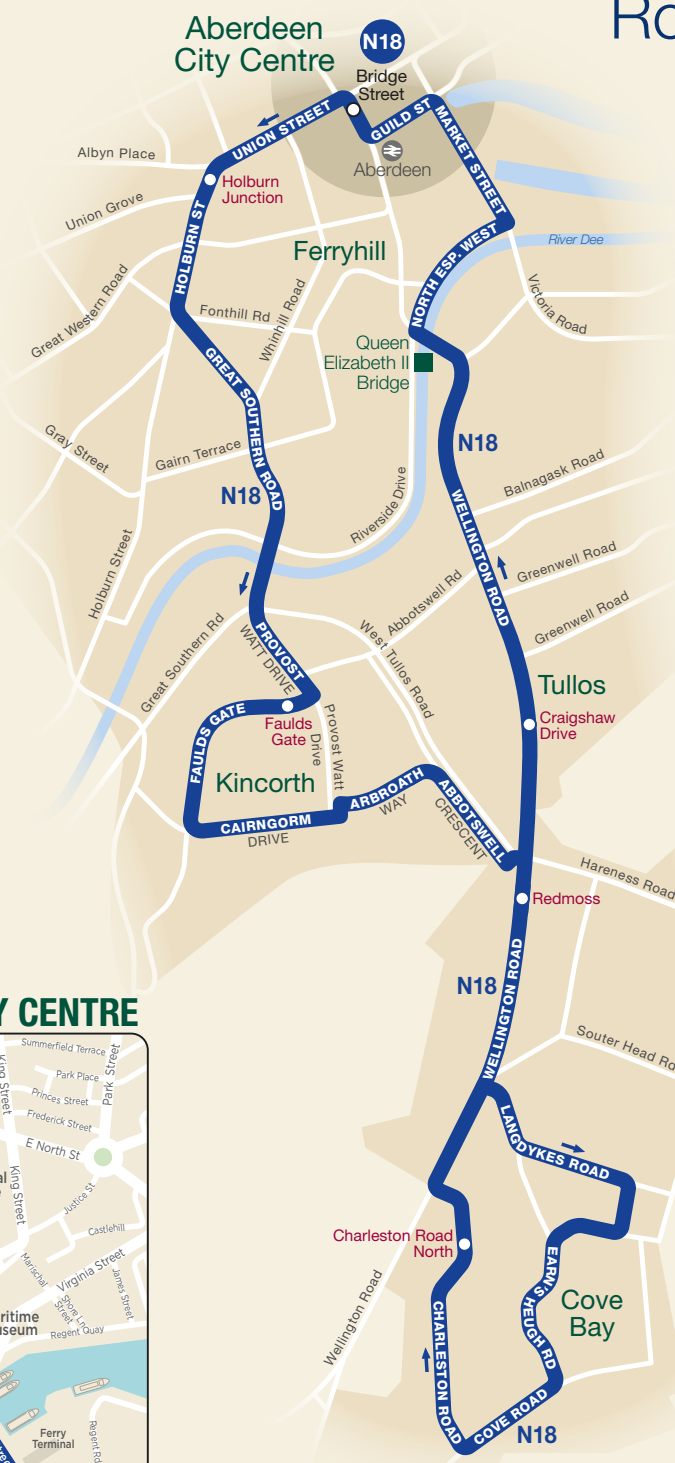 Ro
Aberdeen
City Centre
N18
Bridge
Street
UNION STREET
GUILD ST
MARKET STREET
Aberdeen
Albyn Place
Holburn
Junction
Union Grove
HOLBURN ST
Ferryhill
NORTH ESP. WEST
River Dee
Great Western Road
Fonthill Rd
Whinhill Road
Victoria Road
Queen
Elizabeth II
Bridge
GREAT SOUTHERN ROAD
Gray Street
Gairn Terrace
N18
N18
Balnagask Road
Riverside Drive
WELLINGTON ROAD
Holburn Street
Greenwell Road
Abbotswell Rd
Greenwell Road
Great Southern Rd
PROVOST
WATT DRIVE
West Tullos Road
Tullos
FAULDS GATE
Faulds
Gate
Provost Watt
Drive
Craigshaw
Drive
Kincorth
ARBROATH
WAY
ABBOTSWELL
CRESCENT
CAIRNGORM
DRIVE
Hareness Road
Redmoss
N18
WELLINGTON ROAD
Souter Head Ro
LANGDYKES ROAD
Charleston Road
North
EARN'S HEUGH RD
Cove
Bay
Wellington Road
CHARLESTON ROAD
COVE ROAD
N18
Y CENTRE
Summerfield Terrace
Park Street
King Street
Park Place
Princes Street
Frederick Street
E North St
King Street
al
Justice St
Castlehill
Marischal
Street
Virginia Street
James Street
Shore Ln
ritime
useum
Regent Quay
Ferry
Terminal
Regent Rd